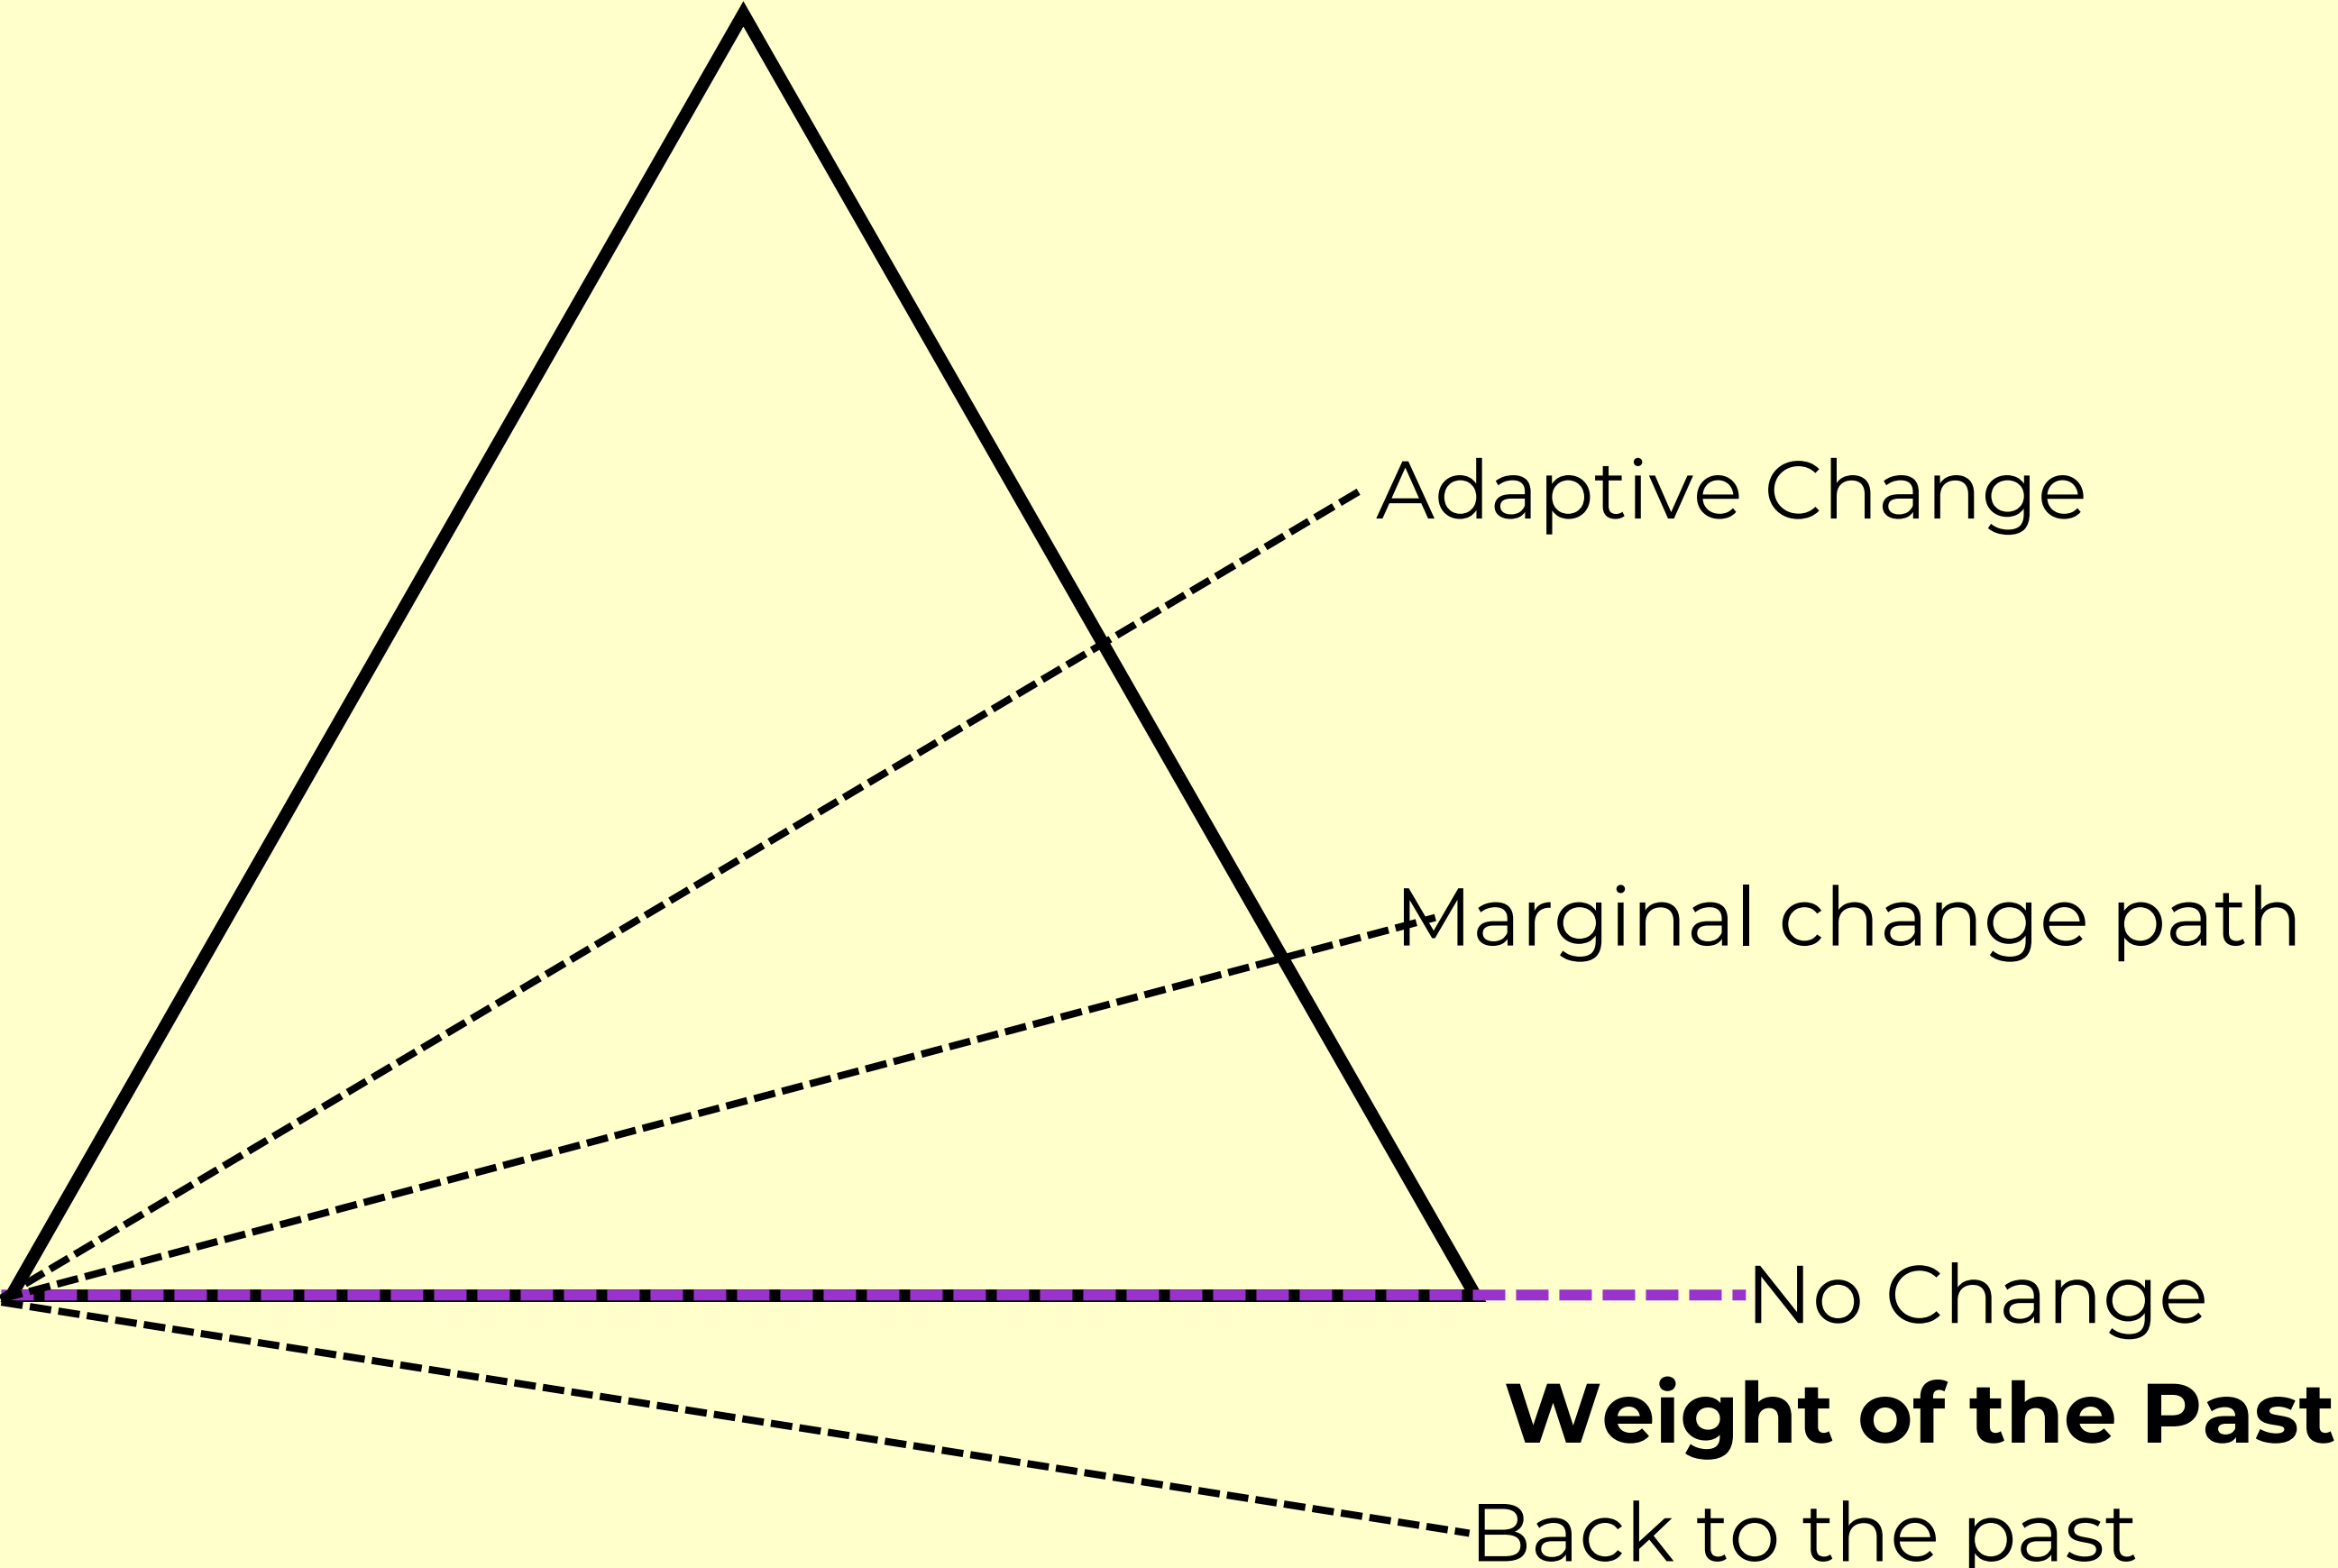 Adaptive Change
Marginal change path
No Change
Weight of the Past
Back to the past